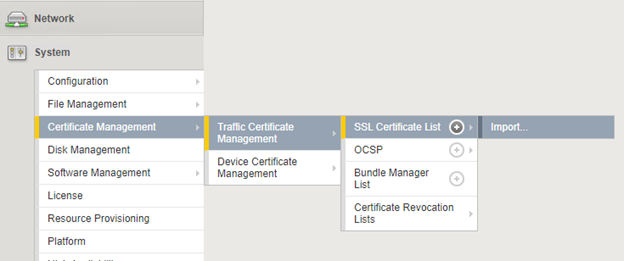 Network
System
Configuration
File Management
Certificate Management
Traffic Certificate
Management
SSL Certificate List
Import...
Disk Management
Device Certificate
Management
OCSP
Software Management
Bundle Manager
List
License
Resource Provisioning
Certificate Revocation
Lists
Platform